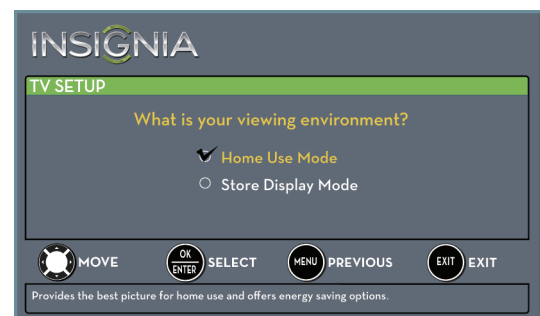 INSIGNIA
TV SETUP
What is your viewing environment?
Home Use Mode
Store Display Mode
MOVE OK ENTER SELECT MENU PREVIOUS EXIT EXIT
Provides the best picture for home use and offers energy saving options.